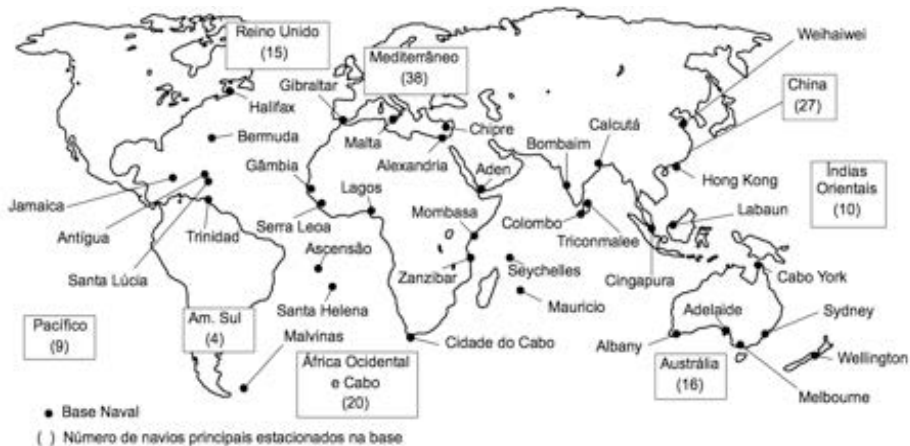 Reino Unido
(15)
Mediterrâneo
(38)
Weihaiwei
Gibraltar
China
(27)
Halifax
Malta
Chipre
Calcutá
Bermuda
Alexandria
Bombaim
Gâmbia
Aden
Hong Kong
Índias
Orientais
(10)
Jamaica
Lagos
Mombasa
Labaun
Antígua
Trinidad
Serra Leoa
Colombo
Triconmalee
Ascensão
Santa Lúcia
Zanzibar
Seychelles
Cingapura
Cabo York
Santa Helena
Mauricio
Adelaide
Sydney
Pacífico
(9)
Am. Sul
(4)
Malvinas
Cidade do Cabo
Albany
África Ocidental
e Cabo
(20)
Austrália
(16)
Wellington
Melbourne
Base Naval
( ) Número de navios principais estacionados na base